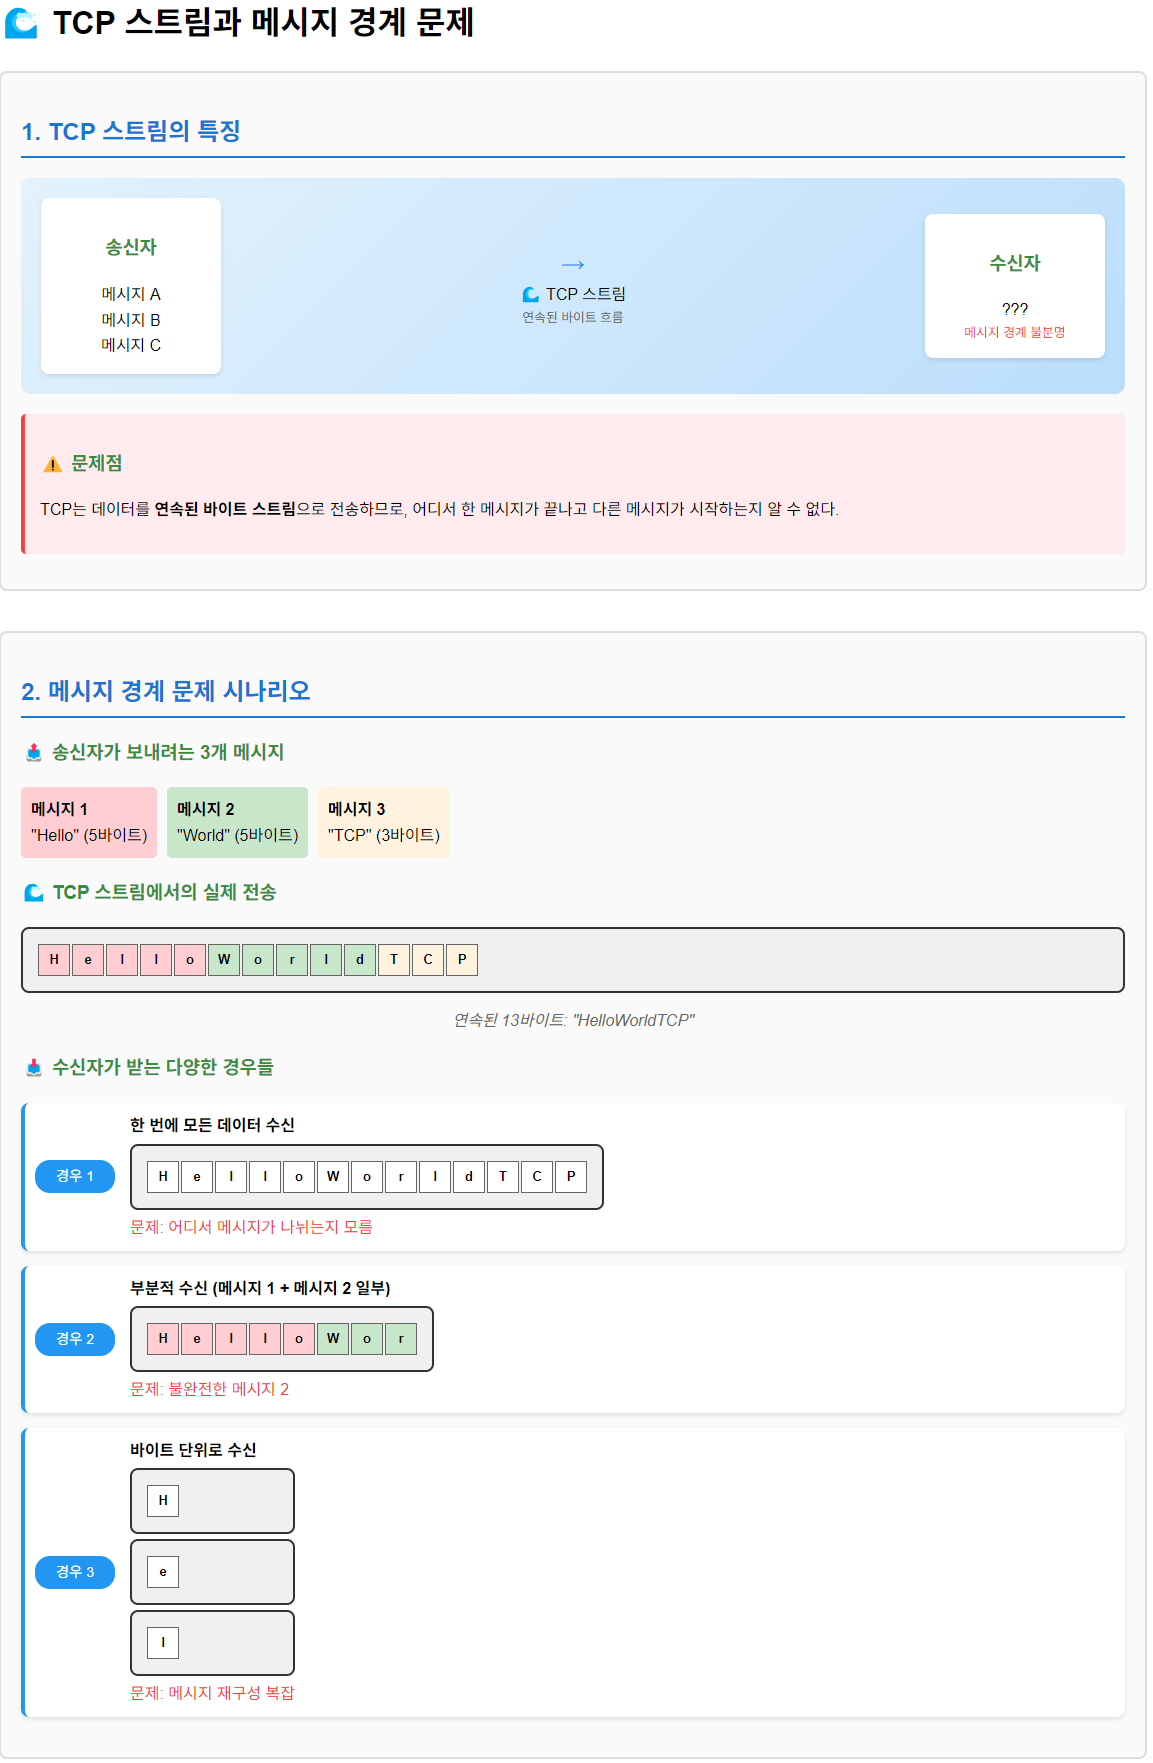 🌊 TCP 스트림과 메시지 경계 문제
1. TCP 스트림의 특징
송신자
메시지 A
메시지 B
메시지 C
→
🌊 TCP 스트림
연속된 바이트 흐름
수신자
???
메시지 경계 불분명
⚠️ 문제점
TCP는 데이터를 연속된 바이트 스트림으로 전송하므로, 어디서 한 메시지가 끝나고 다른 메시지가 시작하는지 알 수 없다.
2. 메시지 경계 문제 시나리오
📤 송신자가 보내려는 3개 메시지
메시지 1
"Hello" (5바이트)
메시지 2
"World" (5바이트)
메시지 3
"TCP" (3바이트)
🌊 TCP 스트림에서의 실제 전송
H e l l o W o r l d T C P
연속된 13바이트: "HelloWorldTCP"
📥 수신자가 받는 다양한 경우들
경우 1
한 번에 모든 데이터 수신
H e l l o W o r l d T C P
문제: 어디서 메시지가 나뉘는지 모름
경우 2
부분적 수신 (메시지 1 + 메시지 2 일부)
H e l l o W o r
문제: 불완전한 메시지 2
경우 3
바이트 단위로 수신
H
e
l
문제: 메시지 재구성 복잡